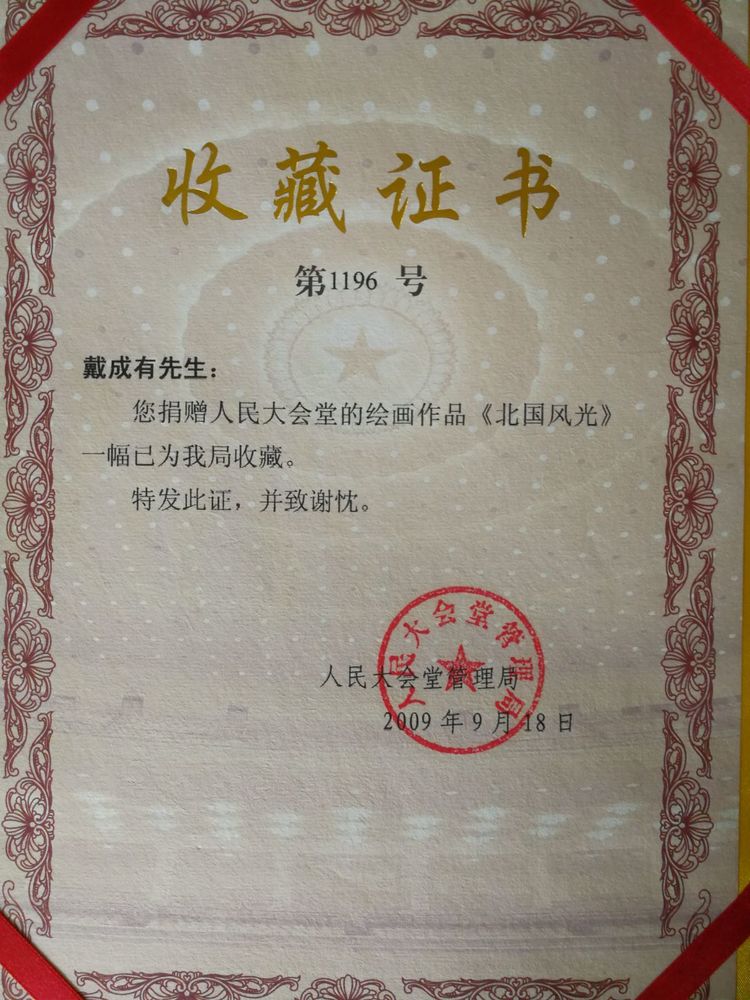 收藏证书
第1196 号
戴成有先生：
您捐赠人民大会堂的绘画作品《北国风光》
一幅已为我局收藏。
特发此证，并致谢忱。
人民大会堂管理局
人民大会堂管理局
2009 年 9 月 18 日